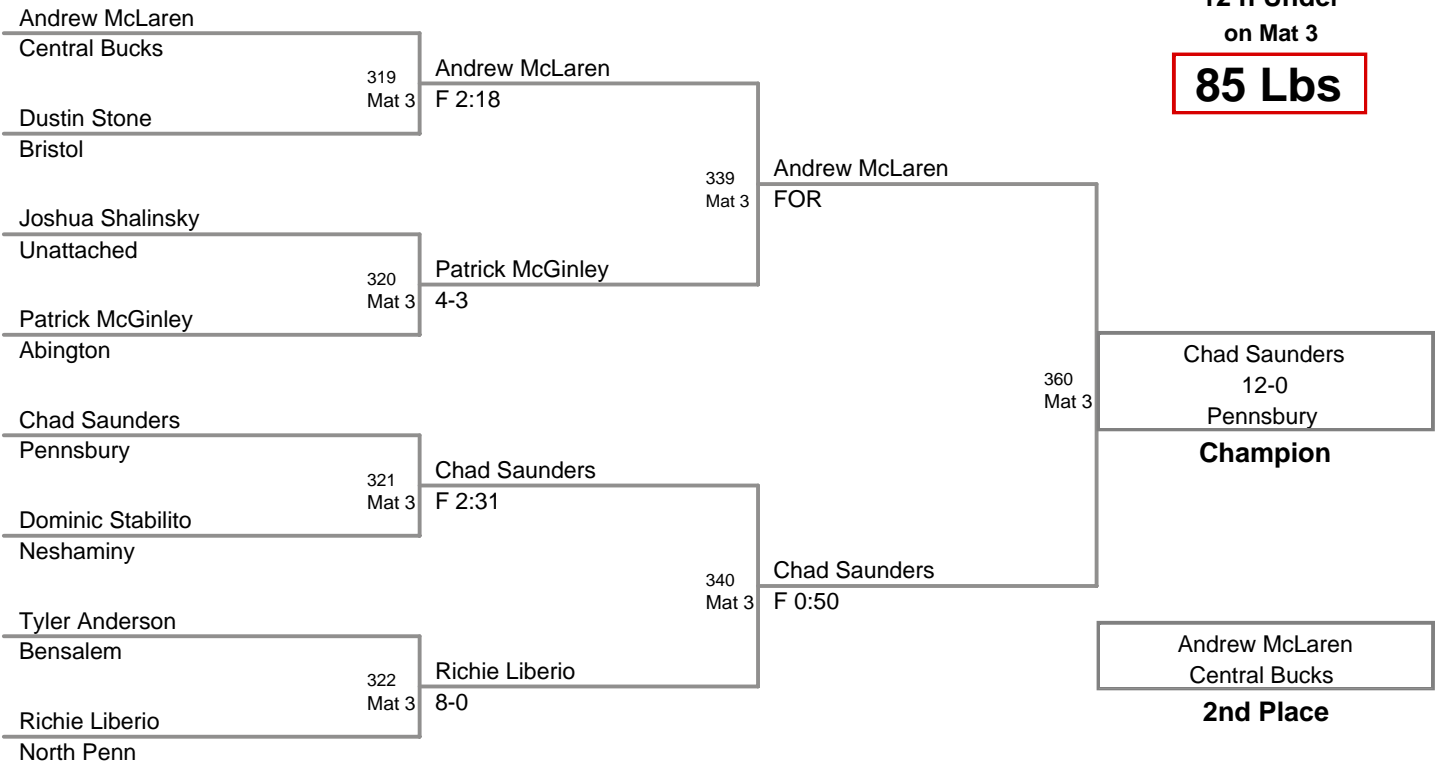 12 n Under
on Mat 3
85 Lbs
Andrew McLaren
Central Bucks
319
Mat 3
Andrew McLaren
F 2:18
Dustin Stone
Bristol
339
Mat 3
Andrew McLaren
FOR
Joshua Shalinsky
Unattached
320
Mat 3
Patrick McGinley
4-3
Patrick McGinley
Abington
360
Mat 3
Chad Saunders
12-0
Pennsbury
Champion
Chad Saunders
Pennsbury
321
Mat 3
Chad Saunders
F 2:31
Dominic Stabilito
Neshaminy
340
Mat 3
Chad Saunders
F 0:50
Tyler Anderson
Bensalem
322
Mat 3
Richie Liberio
8-0
Richie Liberio
North Penn
Andrew McLaren
Central Bucks
2nd Place